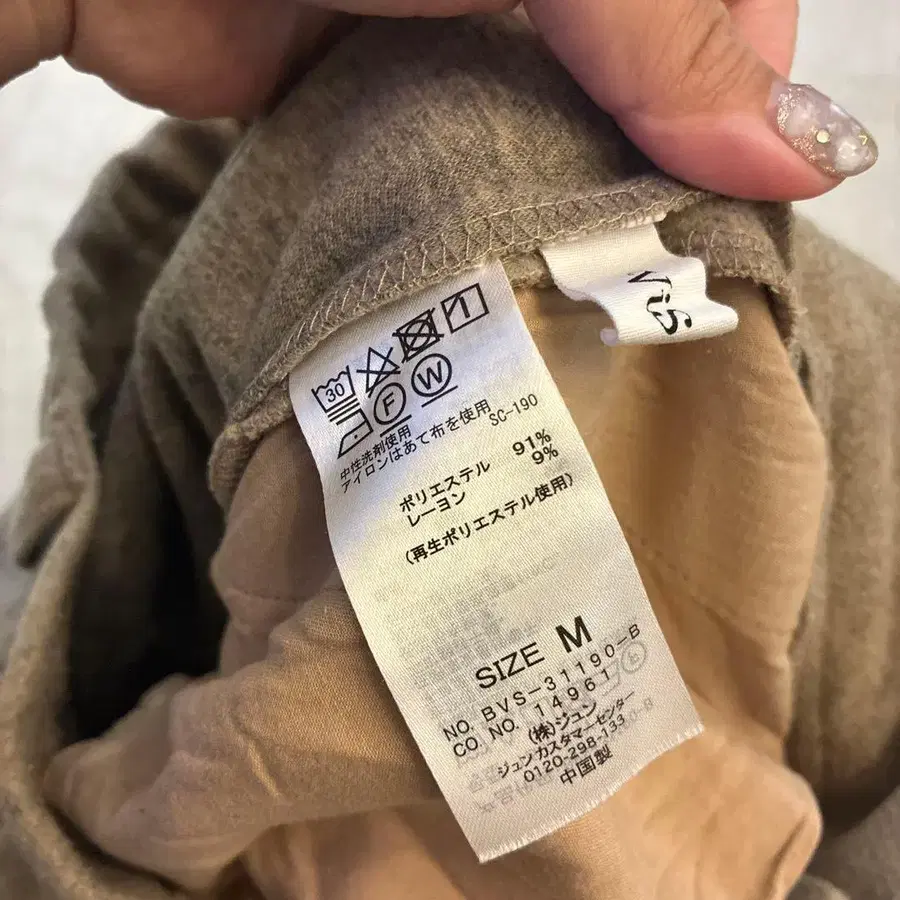 ViS
30
F W
中性洗剤使用
アイロンはあて布を使用
SC-190
ポリエステル 91%
レーヨン 9%
(再生ポリエステル使用)
SIZE M
NO. BVS-31190-B
CO. NO. 14961
(株)ジュン
ジュン カスタマーセンター
0120-298-133
中国製